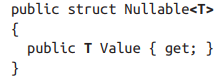 public struct Nullable<T>
{
  public T Value { get; }
}